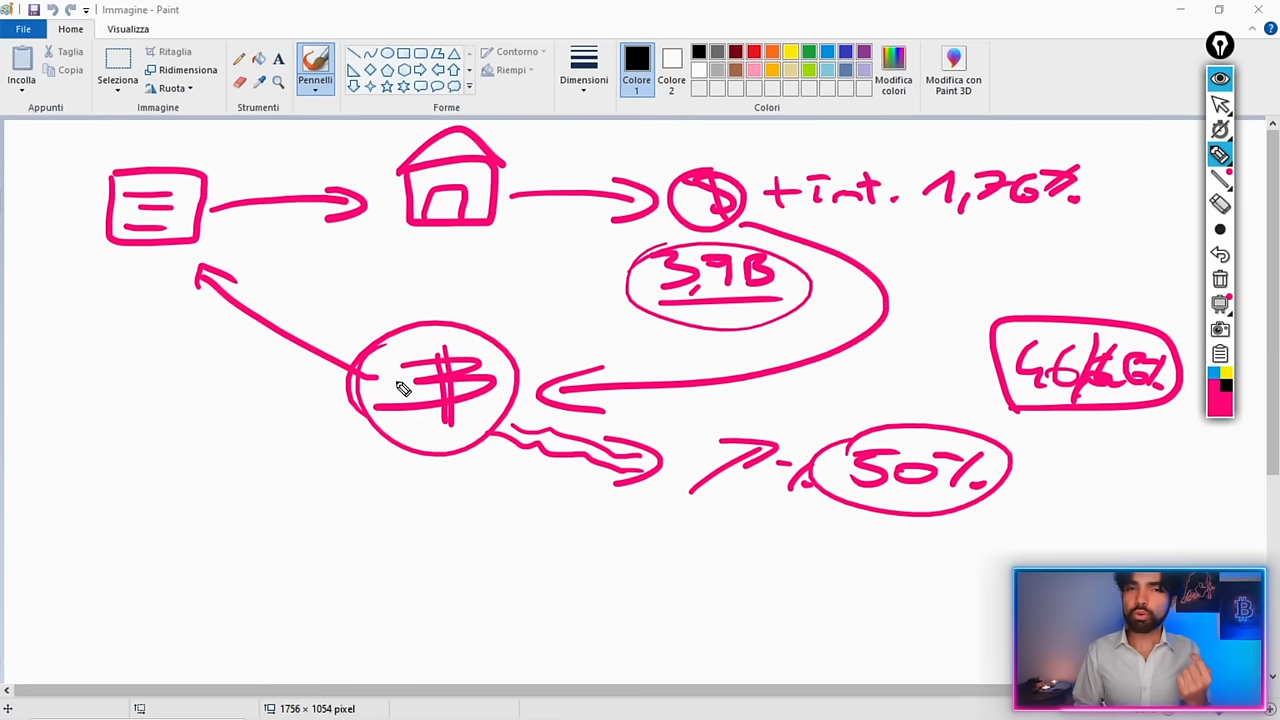 Immagine - Paint
File
Home
Visualizza
Incolla
Taglia
Copia
Appunti
Seleziona
Ritaglia
Ridimensiona
Ruota
Immagine
A
Strumenti
Pennelli
Contorno
Riempi
Forme
Dimensioni
Colore
1
Colore
2
Modifica
colori
Colori
Modifica con
Paint 3D
$ + int. 1,76%
3,9B
50%
1756 × 1054 pixel